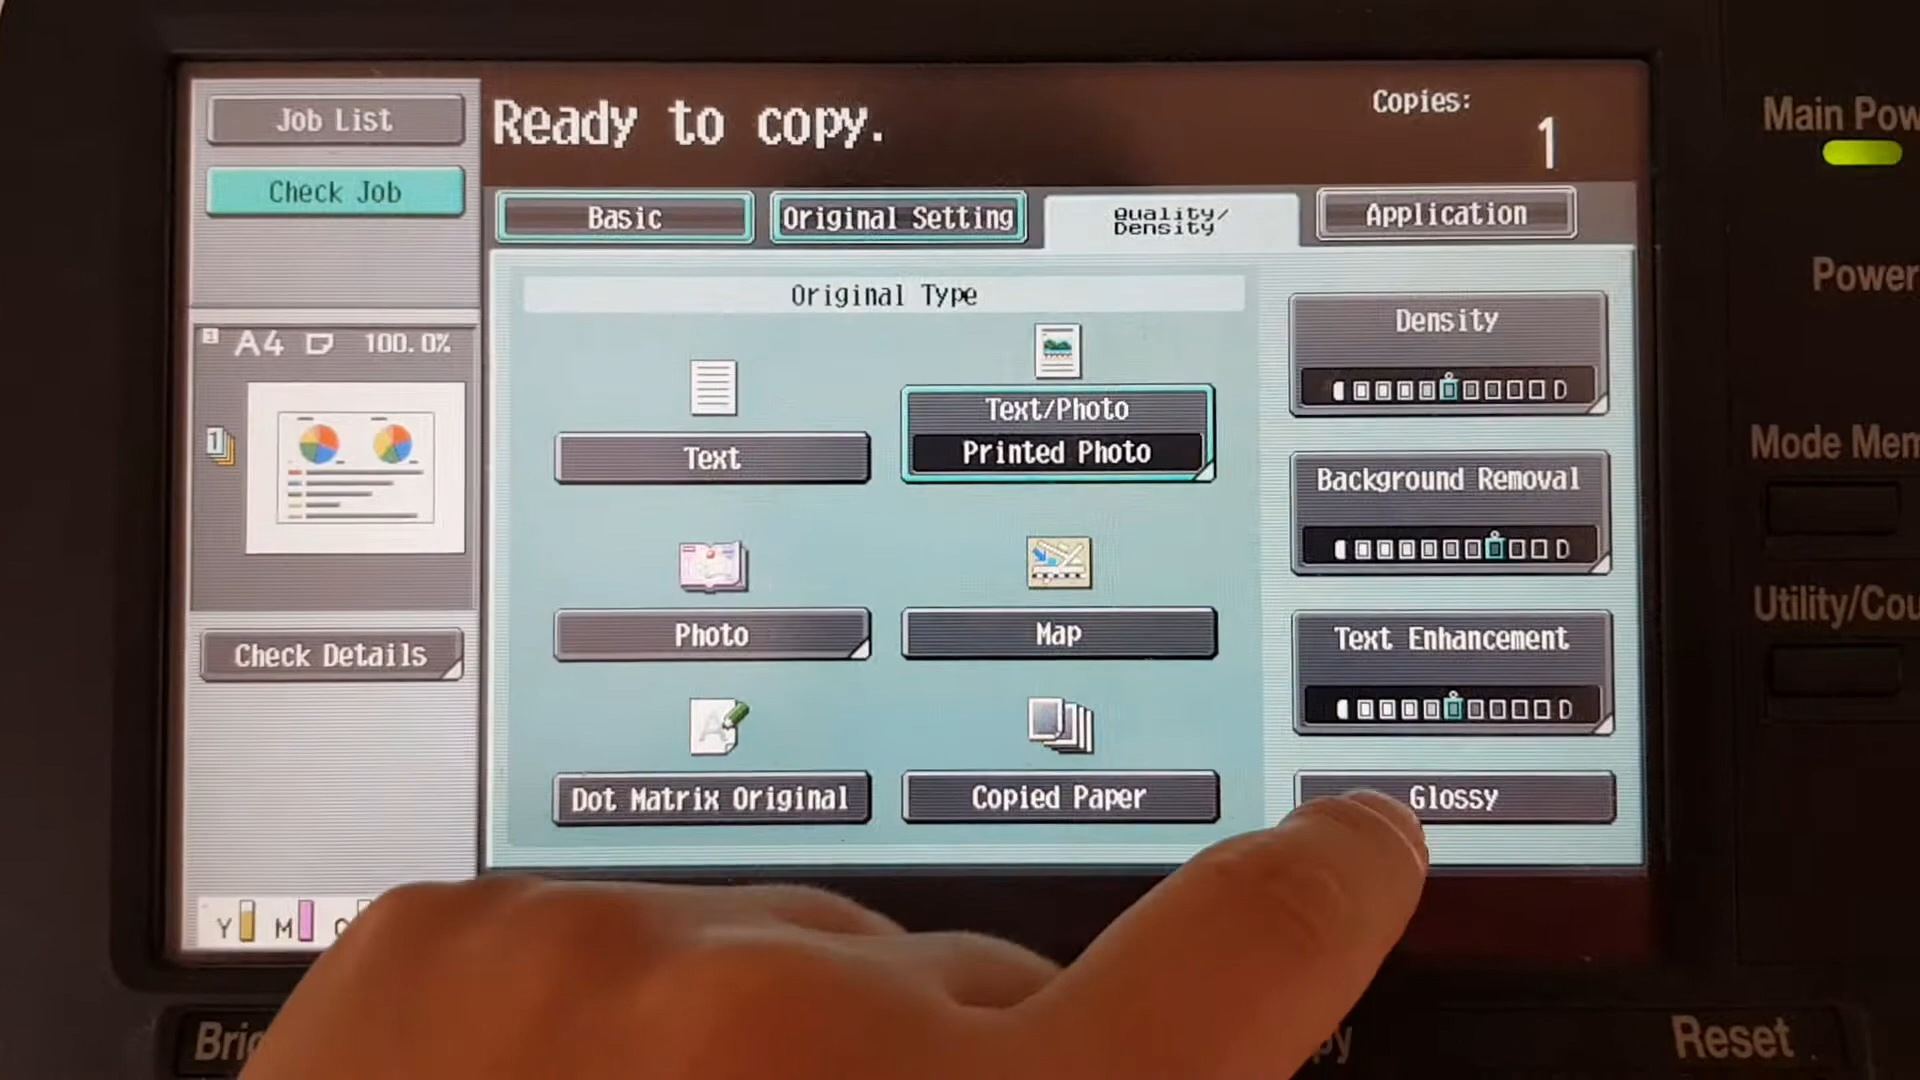 Job List
Check Job
Ready to copy.
Copies:
1
Main Pow
Basic
Original Setting
Quality/
Density
Application
Power
A4 100.0%
1
Original Type
Text
Text/Photo
Printed Photo
Photo
Map
Dot Matrix Original
Copied Paper
Density
Background Removal
Text Enhancement
Glossy
Check Details
Mode Mem
Utility/Cou
Y M C
Reset